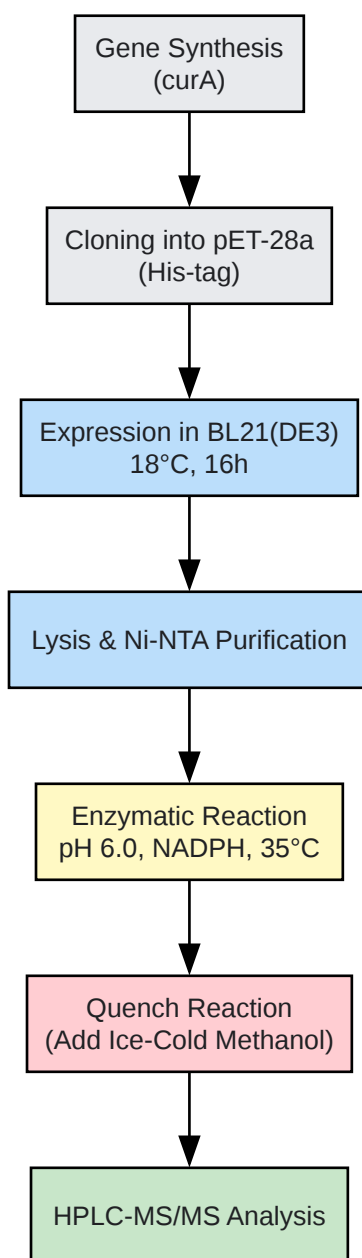 Gene Synthesis
(curA)
Cloning into pET-28a
(His-tag)
Expression in BL21(DE3)
18°C, 16h
Lysis & Ni-NTA Purification
Enzymatic Reaction
pH 6.0, NADPH, 35°C
Quench Reaction
(Add Ice-Cold Methanol)
HPLC-MS/MS Analysis